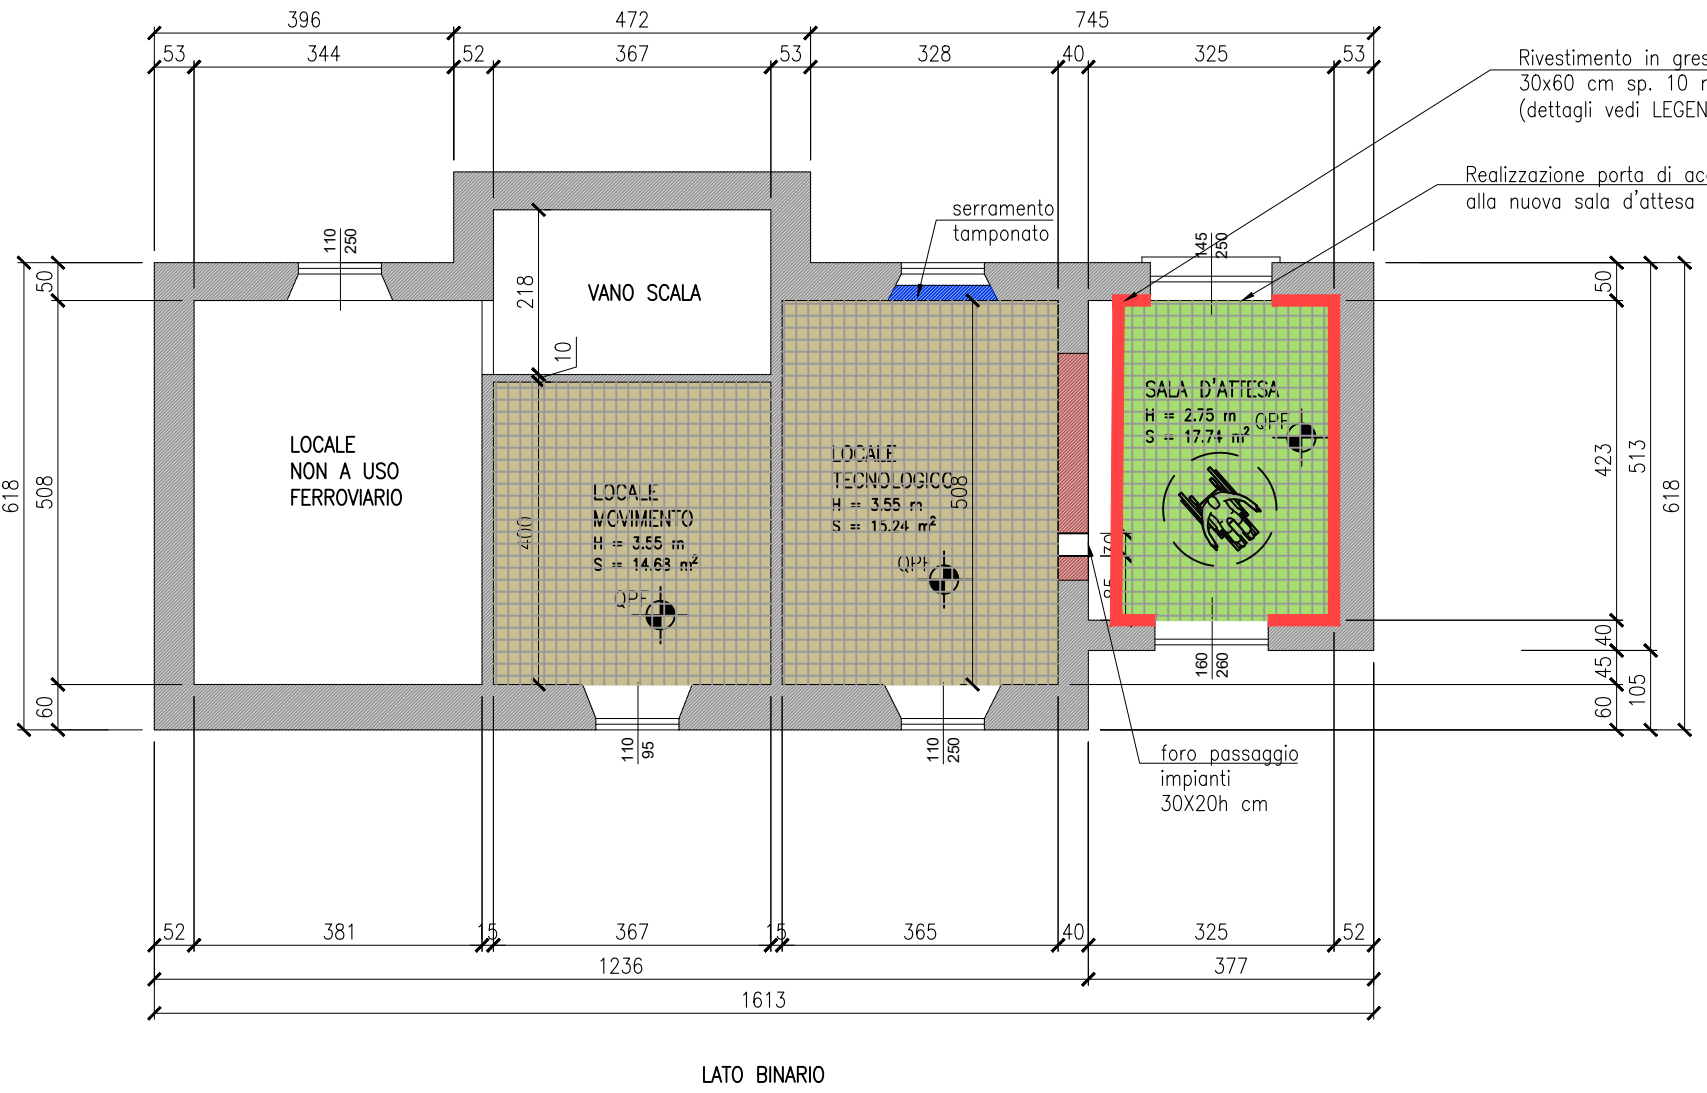 396
472
745
53
344
52
367
53
328
40
325
53
Rivestimento in gres
30x60 cm sp. 10
(dettagli vedi LEGEN
Realizzazione porta di acc
alla nuova sala d'attesa
serramento
tamponato
110
250
145
250
50
218
VANO SCALA
10
50
SALA D'ATTESA
H = 2.75 m
S = 17.74 m²
QPF
LOCALE
NON A USO
FERROVIARIO
LOCALE
TECNOLOGICO
H = 3.55 m
S = 15.24 m²
QPF
508
LOCALE
MOVIMENTO
H = 3.55 m
S = 14.68 m²
QPF
400
618
508
60
423
513
618
30
85
40
45
105
60
160
260
110
95
110
250
foro passaggio
impianti
30X20h cm
52
381
15
367
15
365
40
325
52
1236
377
1613
LATO BINARIO